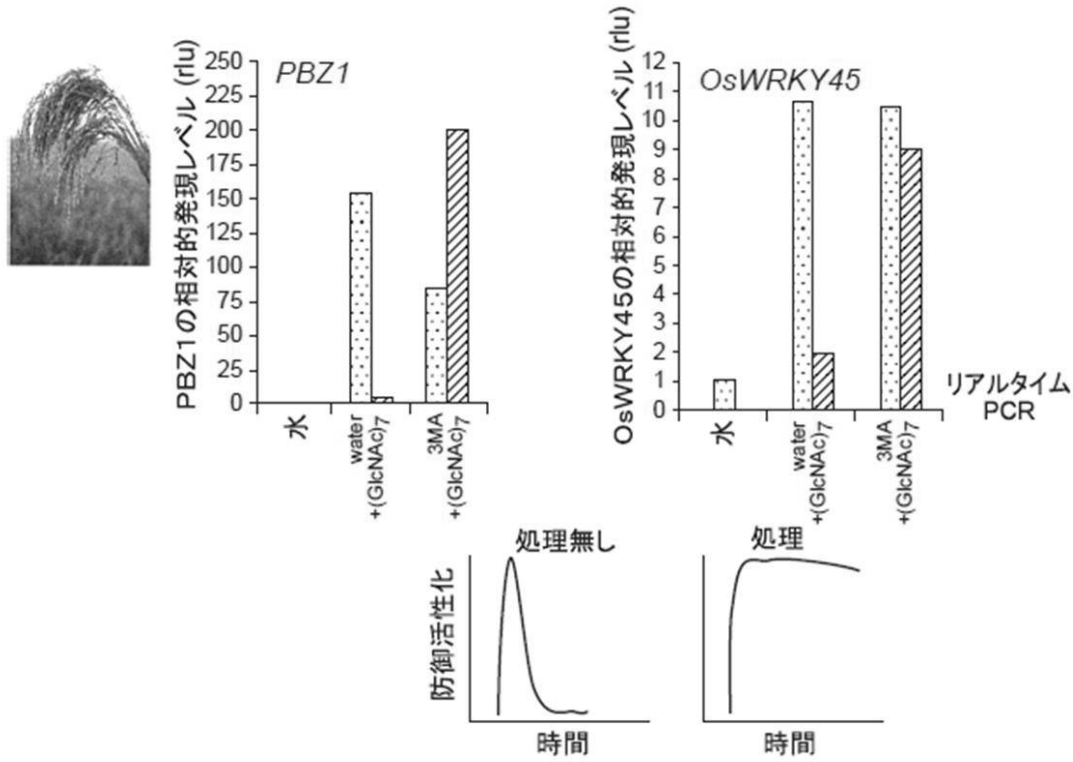 PBZ1の相対的発現レベル (rlu)
PBZ1
250
225
200
175
150
125
100
75
50
25
0
水
water
+(GlcNAc)7
3MA
+(GlcNAc)7
OsWRKY45の相対的発現レベル (rlu)
OsWRKY45
12
11
10
9
8
7
6
5
4
3
2
1
0
水
water
+(GlcNAc)7
3MA
+(GlcNAc)7
リアルタイム
PCR
防御活性化
処理無し
時間
処理
時間